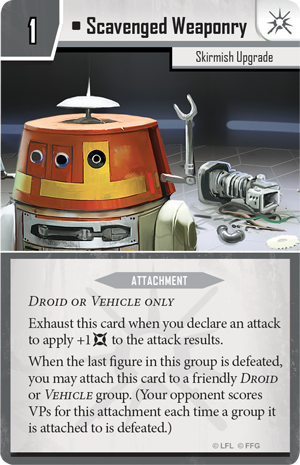 1
▪ Scavenged Weaponry
Skirmish Upgrade
ATTACHMENT
DROID OR VEHICLE ONLY
Exhaust this card when you declare an attack
to apply +1 to the attack results.
When the last figure in this group is defeated,
you may attach this card to a friendly DROID
or VEHICLE group. (Your opponent scores
VPs for this attachment each time a group it
is attached to is defeated.)
© LFL © FFG